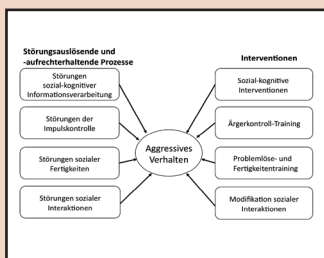 Störungsauslösende und
-aufrechterhaltende Prozesse
Störungen
sozial-kognitiver
Informationsverarbeitung
Störungen der
Impulskontrolle
Störungen sozialer
Fertigkeiten
Störungen sozialer
Interaktionen
Aggressives
Verhalten
Interventionen
Sozial-kognitive
Interventionen
Ärgerkontroll-Training
Problemlöse- und
Fertigkeitentraining
Modifikation sozialer
Interaktionen